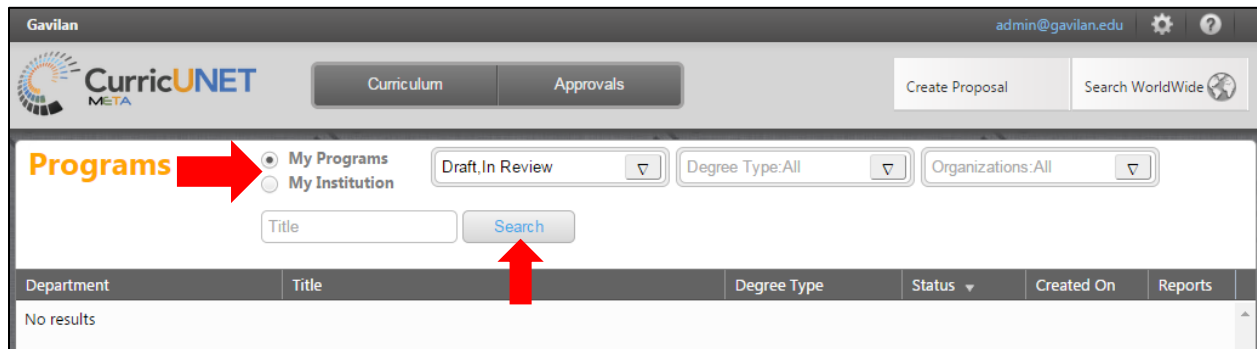 Gavilan admin@gavilan.edu
CurricUNET
META
Curriculum Approvals
Create Proposal Search WorldWide
Programs
My Programs
My Institution
Draft,In Review Degree Type:All Organizations:All
Title Search
Department Title Degree Type Status Created On Reports
No results